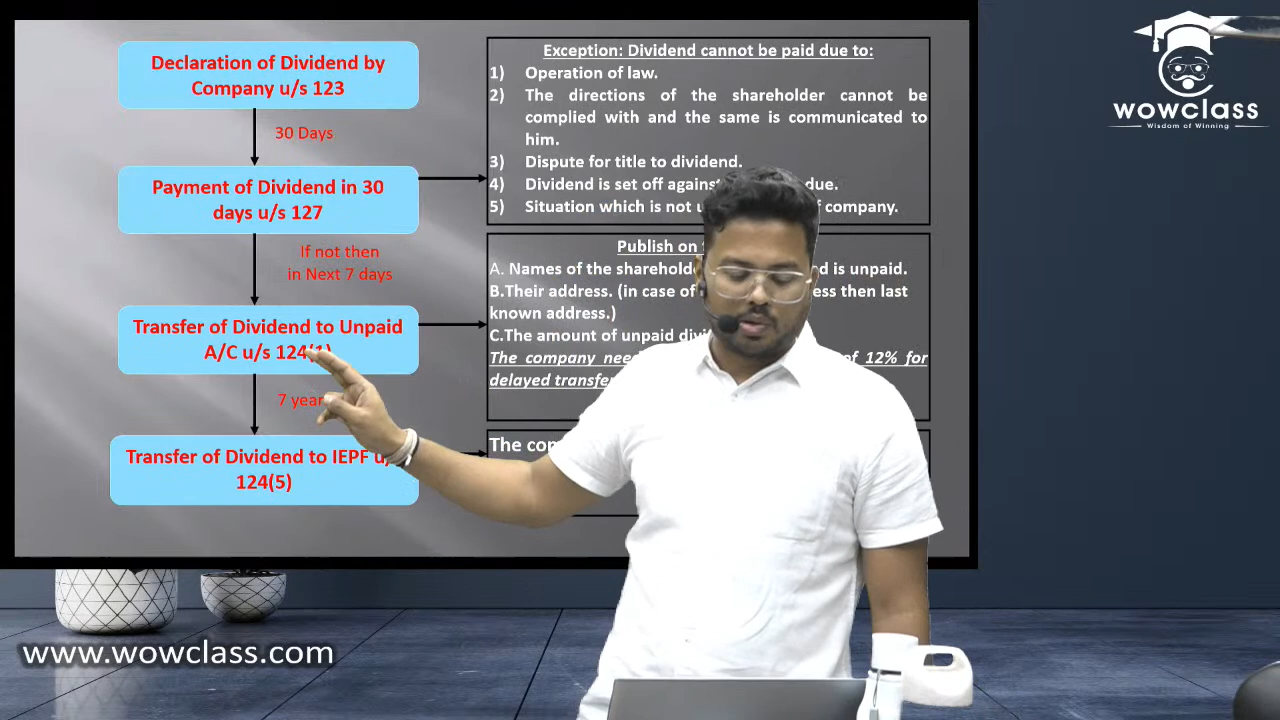 Declaration of Dividend by
Company u/s 123
30 Days
Payment of Dividend in 30
days u/s 127
If not then
in Next 7 days
Transfer of Dividend to Unpaid
A/C u/s 124(1)
7 year
Transfer of Dividend to IEPF
124(5)
Exception: Dividend cannot be paid due to:
1) Operation of law.
2) The directions of the shareholder cannot be
complied with and the same is communicated to
him.
3) Dispute for title to dividend.
4) Dividend is set off against due.
5) Situation which is not of company.
Publish on
A. Names of the is unpaid.
B.Their address. (in case of then last
known address.)
C.The amount of unpaid
The company of 12% for
delayed
The
wowclass
Wisdom of Winning
www.wowclass.com